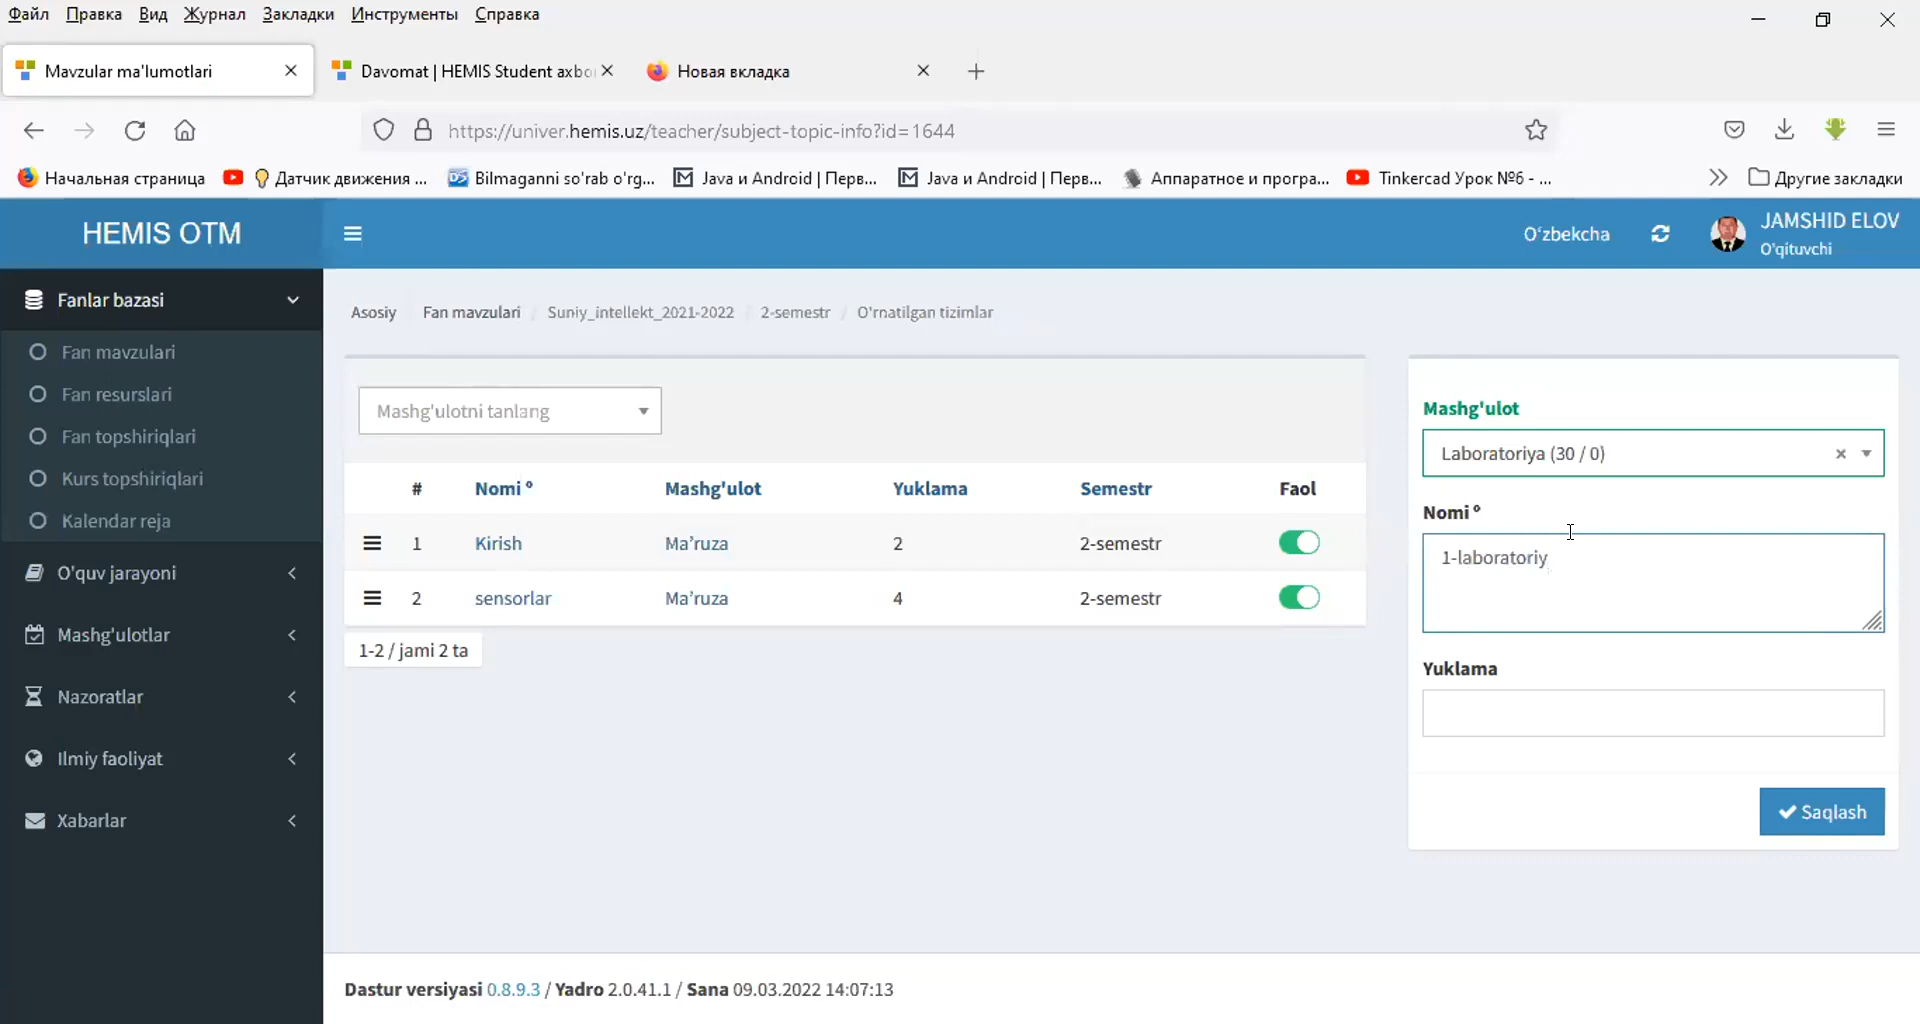 Файл Правка Вид Журнал Закладки Инструменты Справка
Mavzular ma'lumotlari
Davomat | HEMIS Student axbo
Новая вкладка
https://univer.hemis.uz/teacher/subject-topic-info?id=1644
Начальная страница
Датчик движения ...
Bilmaganni so'rab o'rg...
Java и Android | Перв...
Java и Android | Перв...
Аппаратное и програ...
Tinkercad Урок №6 - ...
Другие закладки
HEMIS OTM
O‘zbekcha
JAMSHID ELOV
O'qituvchi
Fanlar bazasi
Fan mavzulari
Fan resurslari
Fan topshiriqlari
Kurs topshiriqlari
Kalendar reja
O'quv jarayoni
Mashg'ulotlar
Nazoratlar
Ilmiy faoliyat
Xabarlar
Asosiy Fan mavzulari / Suniy_intellekt_2021-2022 / 2-semestr / O'rnatilgan tizimlar
Mashg'ulotni tanlang
# Nomi º Mashg'ulot Yuklama Semestr Faol
1 Kirish Ma’ruza 2 2-semestr
2 sensorlar Ma’ruza 4 2-semestr
1-2 / jami 2 ta
Mashg'ulot
Laboratoriya (30 / 0)
Nomi º
1-laboratoriy
Yuklama
Saqlash
Dastur versiyasi 0.8.9.3 / Yadro 2.0.41.1 / Sana 09.03.2022 14:07:13